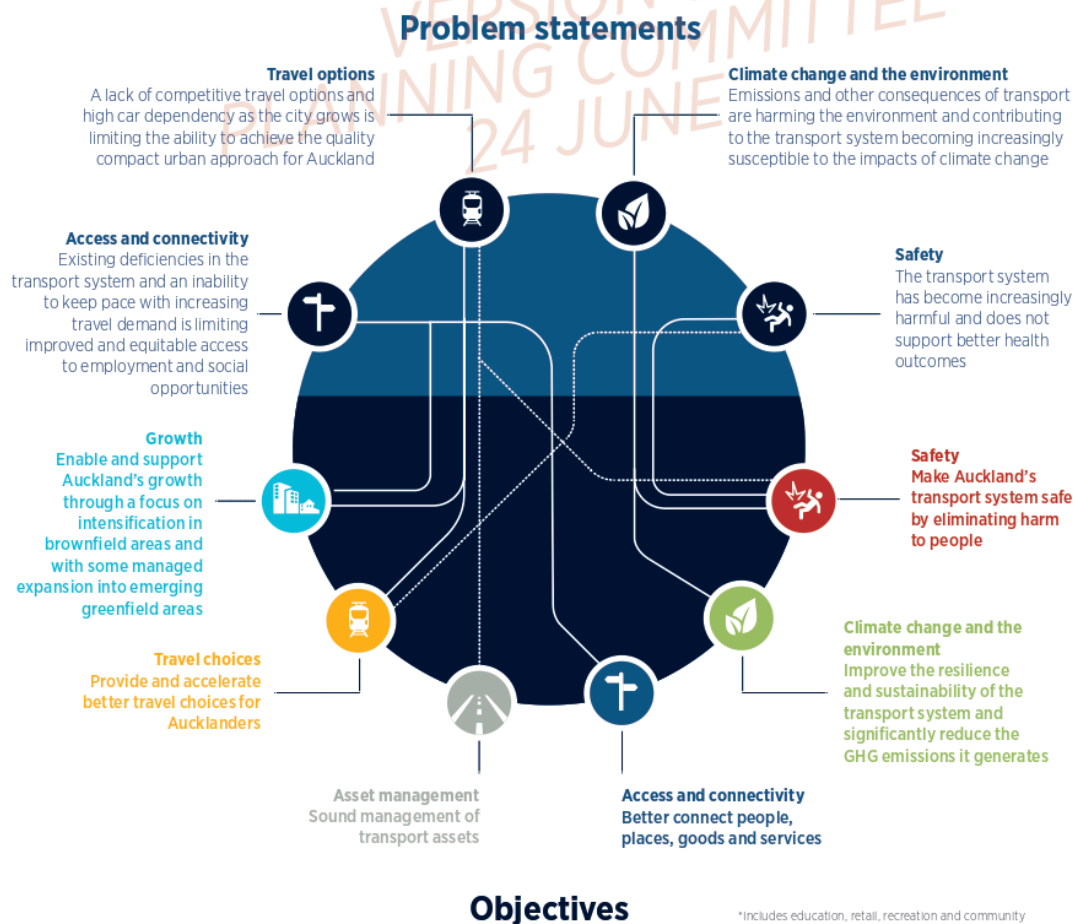 VERSION
PLANNING COMMITTEE
24 JUNE
Problem statements
Travel options
A lack of competitive travel options and
high car dependency as the city grows is
limiting the ability to achieve the quality
compact urban approach for Auckland
Climate change and the environment
Emissions and other consequences of transport
are harming the environment and contributing
to the transport system becoming increasingly
susceptible to the impacts of climate change
Access and connectivity
Existing deficiencies in the
transport system and an inability
to keep pace with increasing
travel demand is limiting
improved and equitable access
to employment and social
opportunities
Safety
The transport system
has become increasingly
harmful and does not
support better health
outcomes
Growth
Enable and support
Auckland's growth
through a focus on
intensification in
brownfield areas and
with some managed
expansion into emerging
greenfield areas
Safety
Make Auckland's
transport system safe
by eliminating harm
to people
Travel choices
Provide and accelerate
better travel choices for
Aucklanders
Climate change and the
environment
Improve the resilience
and sustainability of the
transport system and
significantly reduce the
GHG emissions it generates
Asset management
Sound management of
transport assets
Access and connectivity
Better connect people,
places, goods and services
Objectives
*Includes education, retail, recreation and community